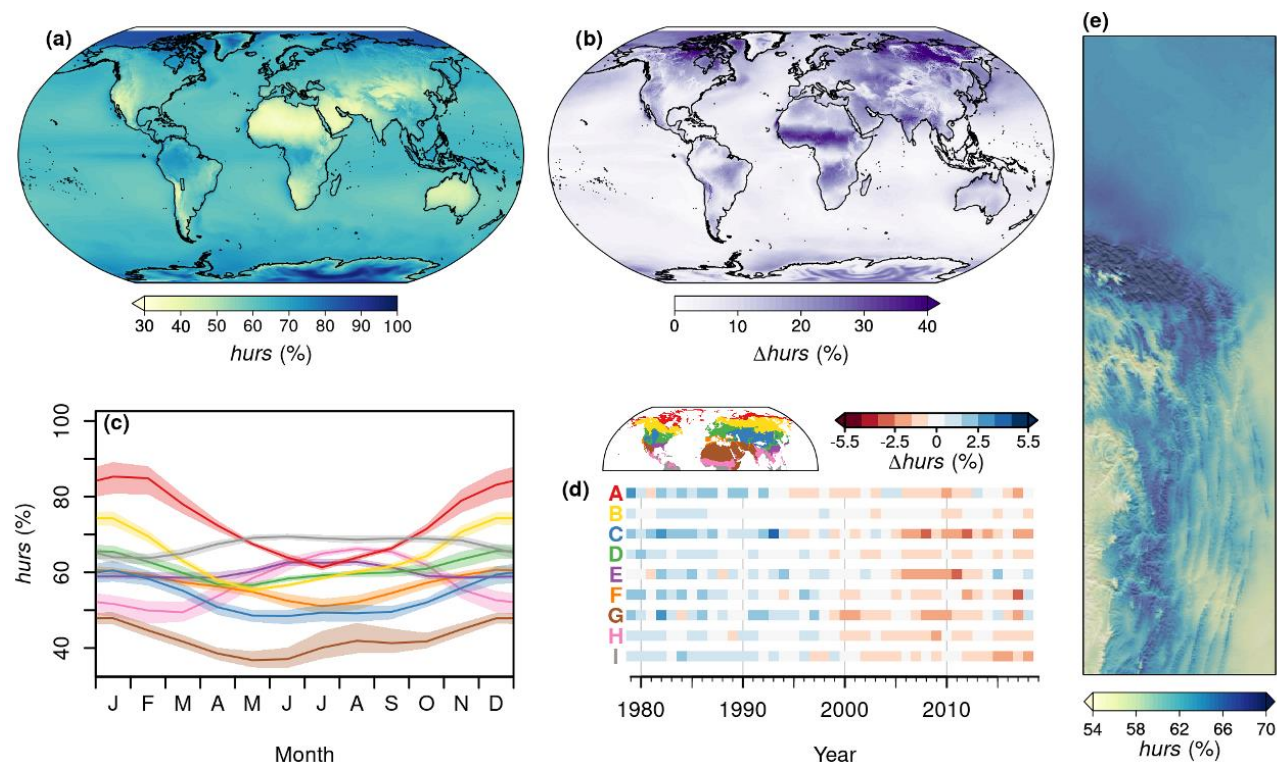 (a)
(b)
(e)
30 40 50 60 70 80 90 100
hurs (%)
0 10 20 30 40
Δhurs (%)
(c)
100
80
60
40
hurs (%)
J F M A M J J A S O N D
Month
-5.5 -2.5 0 2.5 5.5
Δhurs (%)
(d)
A
B
C
D
E
F
G
H
I
1980 1990 2000 2010
Year
54 58 62 66 70
hurs (%)